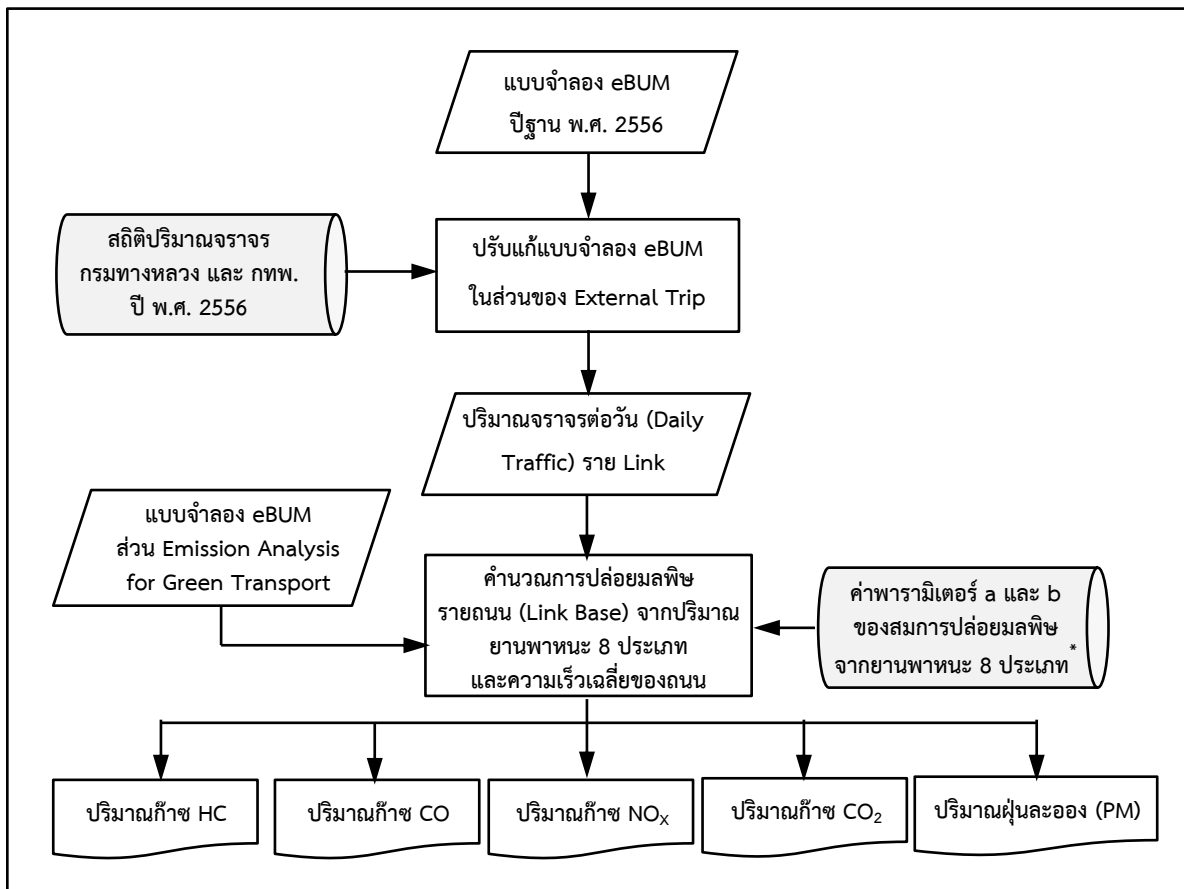 แบบจำลอง eBUM
ปีฐาน พ.ศ. 2556
สถิติปริมาณจราจร
กรมทางหลวง และ กทพ.
ปี พ.ศ. 2556
ปรับแก้แบบจำลอง eBUM
ในส่วนของ External Trip
ปริมาณจราจรต่อวัน (Daily
Traffic) ราย Link
แบบจำลอง eBUM
ส่วน Emission Analysis
for Green Transport
คำนวณการปล่อยมลพิษ
รายถนน (Link Base) จากปริมาณ
ยานพาหนะ 8 ประเภท
และความเร็วเฉลี่ยของถนน
ค่าพารามิเตอร์ a และ b
ของสมการปล่อยมลพิษ
จากยานพาหนะ 8 ประเภท*
ปริมาณก๊าซ HC
ปริมาณก๊าซ CO
ปริมาณก๊าซ NOX
ปริมาณก๊าซ CO2
ปริมาณฝุ่นละออง (PM)